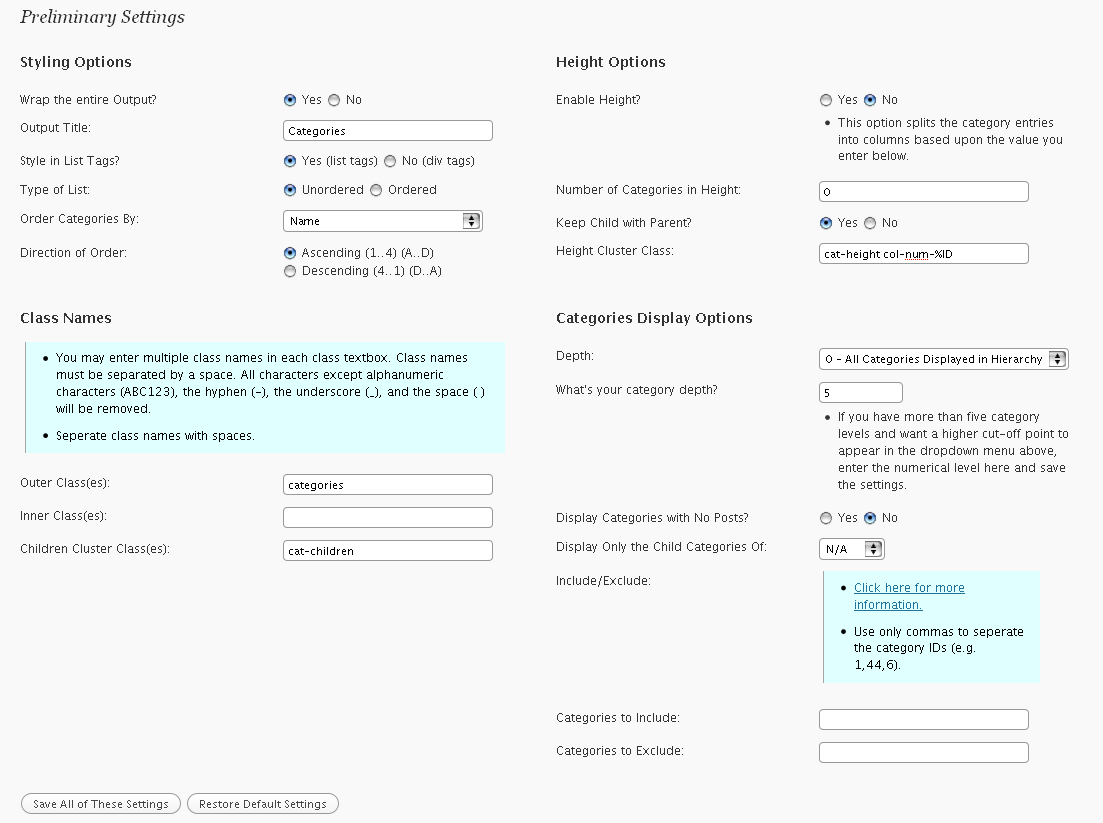 Preliminary Settings
Styling Options
Wrap the entire Output?
Yes No
Output Title:
Categories
Style in List Tags?
Yes (list tags) No (div tags)
Type of List:
Unordered Ordered
Order Categories By:
Name
Direction of Order:
Ascending (1..4) (A..D)
Descending (4..1) (D..A)
Class Names
• You may enter multiple class names in each class textbox. Class names
must be separated by a space. All characters except alphanumeric
characters (ABC123), the hyphen (-), the underscore (_), and the space ( )
will be removed.
• Seperate class names with spaces.
Outer Class(es):
categories
Inner Class(es):
Children Cluster Class(es):
cat-children
Height Options
Enable Height?
Yes No
• This option splits the category entries
into columns based upon the value you
enter below.
Number of Categories in Height:
0
Keep Child with Parent?
Yes No
Height Cluster Class:
cat-height col-num-%ID
Categories Display Options
Depth:
0 - All Categories Displayed in Hierarchy
What's your category depth?
5
• If you have more than five category
levels and want a higher cut-off point to
appear in the dropdown menu above,
enter the numerical level here and save
the settings.
Display Categories with No Posts?
Yes No
Display Only the Child Categories Of:
N/A
Include/Exclude:
• Click here for more
information.
• Use only commas to seperate
the category IDs (e.g.
1,44,6).
Categories to Include:
Categories to Exclude:
Save All of These Settings
Restore Default Settings